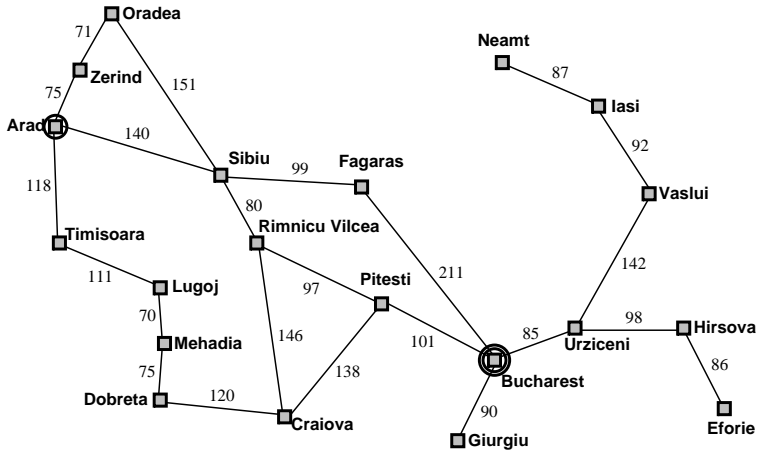 Oradea
71
Neamt
Zerind
87
151
75
Iasi
Arad
140
92
Sibiu
99
Fagaras
118
80
Vaslui
Timisoara
Rimnicu Vilcea
142
111
211
Lugoj
97
Pitesti
70
98
Hirsova
146
101
85
Urziceni
Mehadia
138
86
75
Bucharest
Dobreta
120
90
Craiova
Eforie
Giurgiu